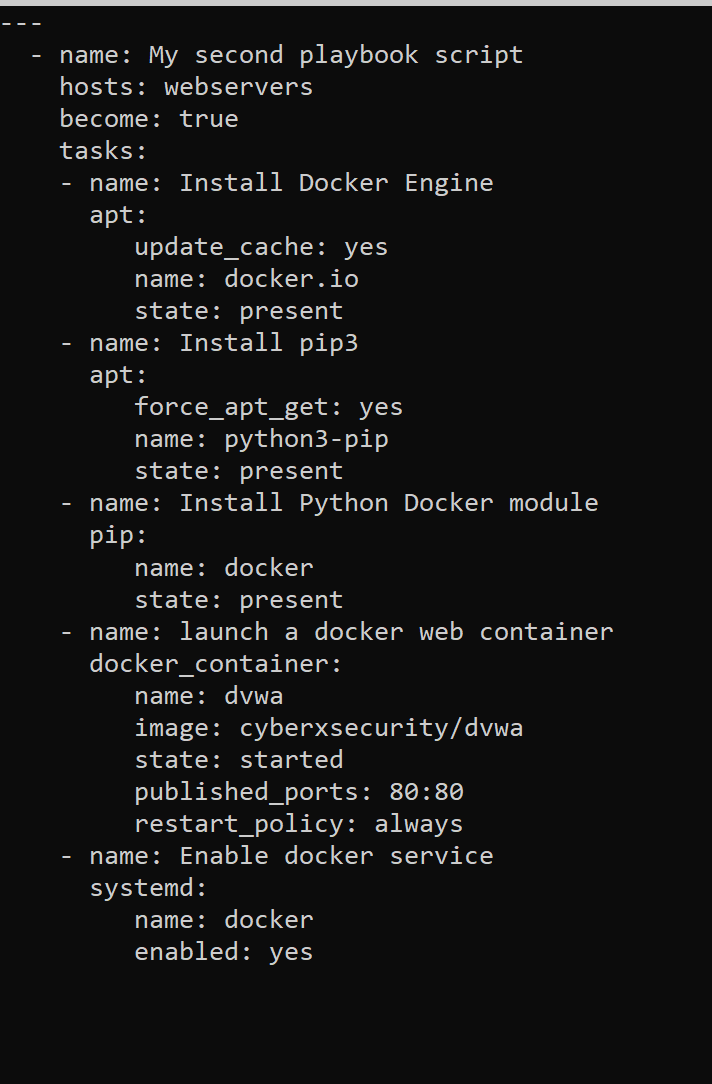 ---
  - name: My second playbook script
    hosts: webservers
    become: true
    tasks:
    - name: Install Docker Engine
      apt:
         update_cache: yes
         name: docker.io
         state: present
    - name: Install pip3
      apt:
         force_apt_get: yes
         name: python3-pip
         state: present
    - name: Install Python Docker module
      pip:
         name: docker
         state: present
    - name: launch a docker web container
      docker_container:
         name: dvwa
         image: cyberxsecurity/dvwa
         state: started
         published_ports: 80:80
         restart_policy: always
    - name: Enable docker service
      systemd:
         name: docker
         enabled: yes